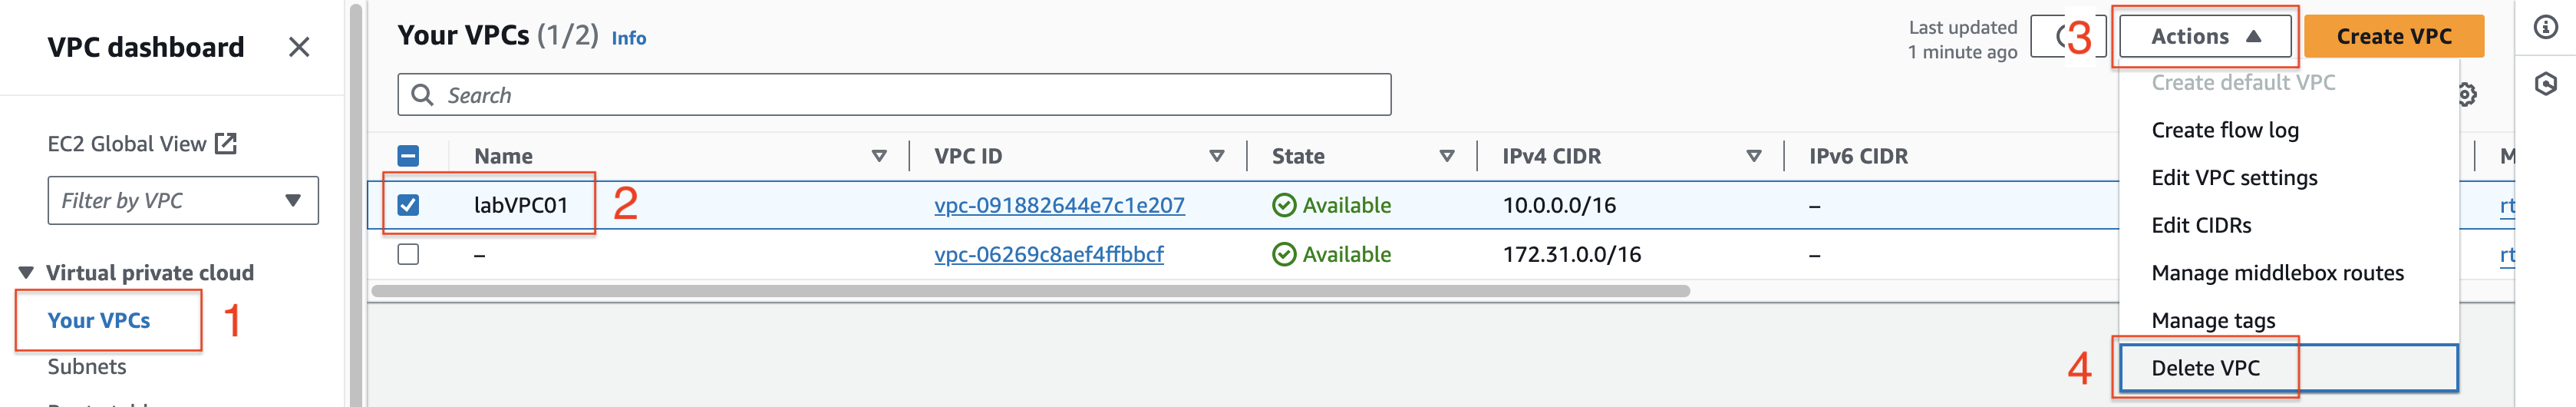 VPC dashboard
EC2 Global View
Filter by VPC
Virtual private cloud
Your VPCs 1
Subnets
Your VPCs (1/2) Info
Last updated
1 minute ago
3
Actions
Create VPC
Search
Name VPC ID State IPv4 CIDR IPv6 CIDR M
labVPC01 2 vpc-091882644e7c1e207 Available 10.0.0.0/16 – rt
– vpc-06269c8aef4ffbbcf Available 172.31.0.0/16 – rt
Create default VPC
Create flow log
Edit VPC settings
Edit CIDRs
Manage middlebox routes
Manage tags
4 Delete VPC